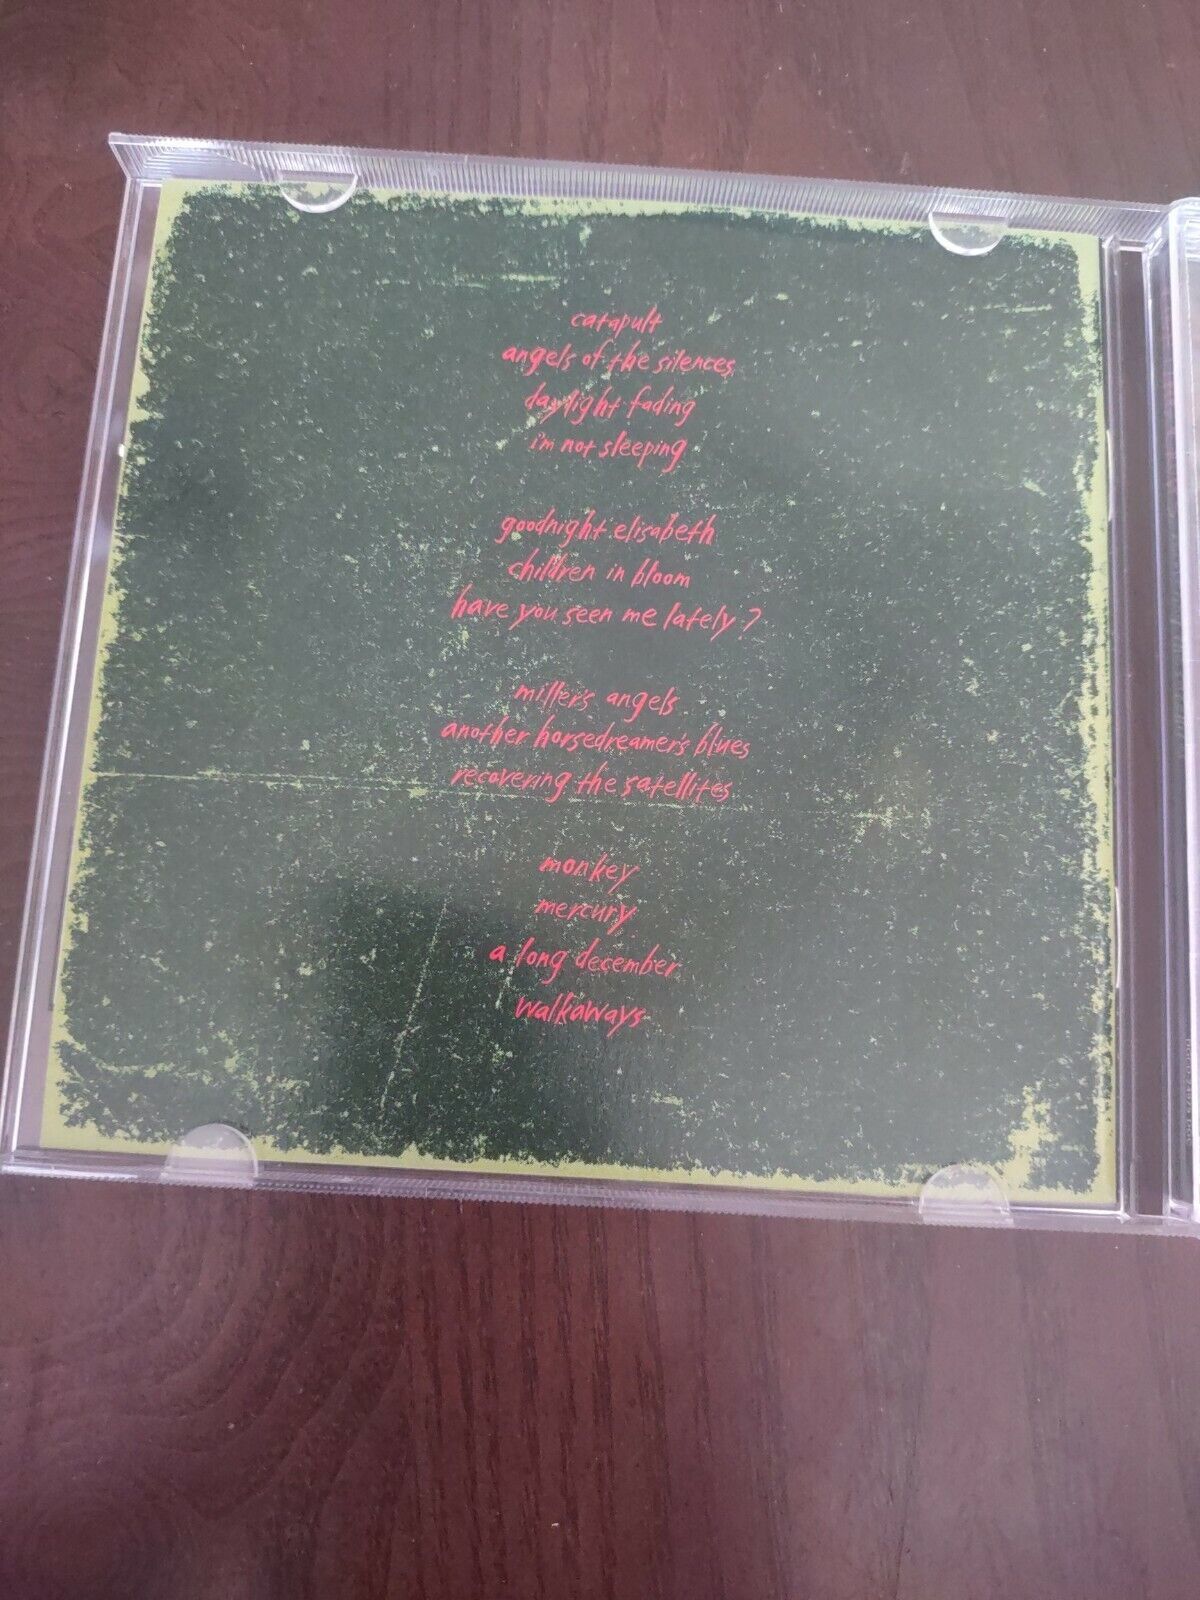 catapult
angels of the silences
daylight fading
i'm not sleeping
goodnight elisabeth
children in bloom
have you seen me lately?
miller's angels
another horsedreamer's blues
recovering the satellites
monkey
mercury
a long december
walkaways